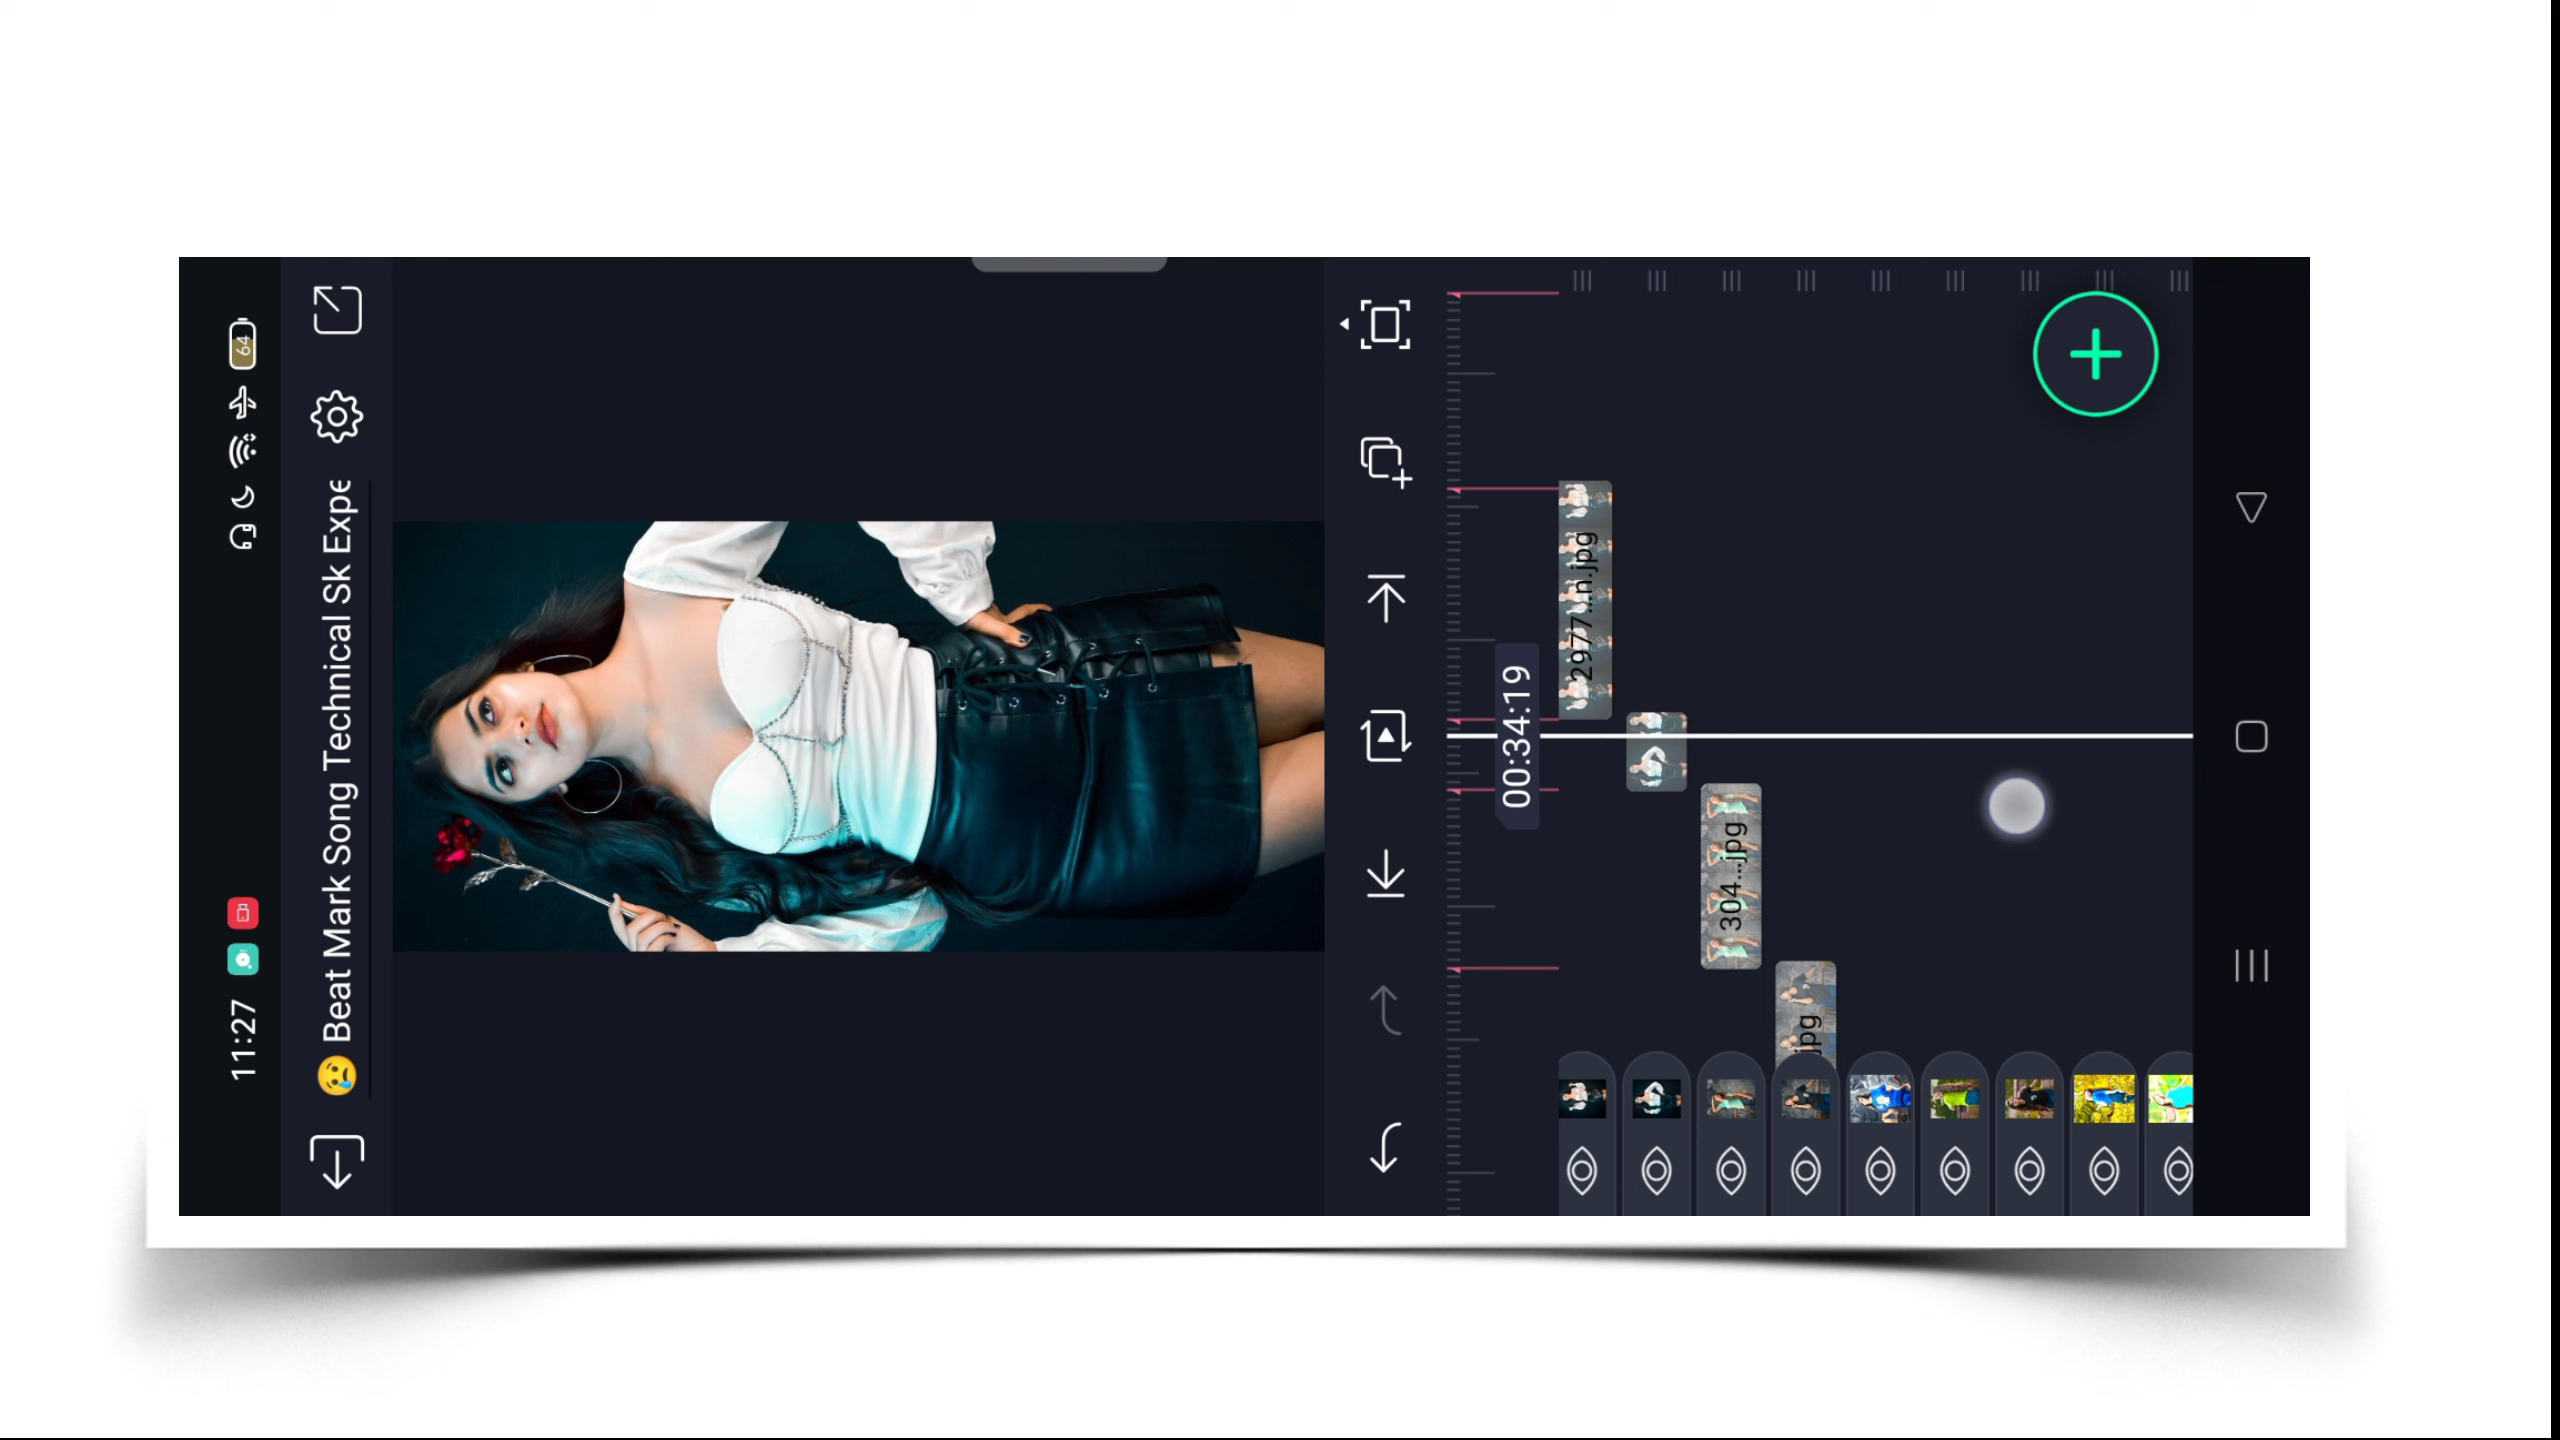 11:27
64
😢 Beat Mark Song Technical Sk Expe
00:34:19
2977...n.jpg
304...jpg
jpg